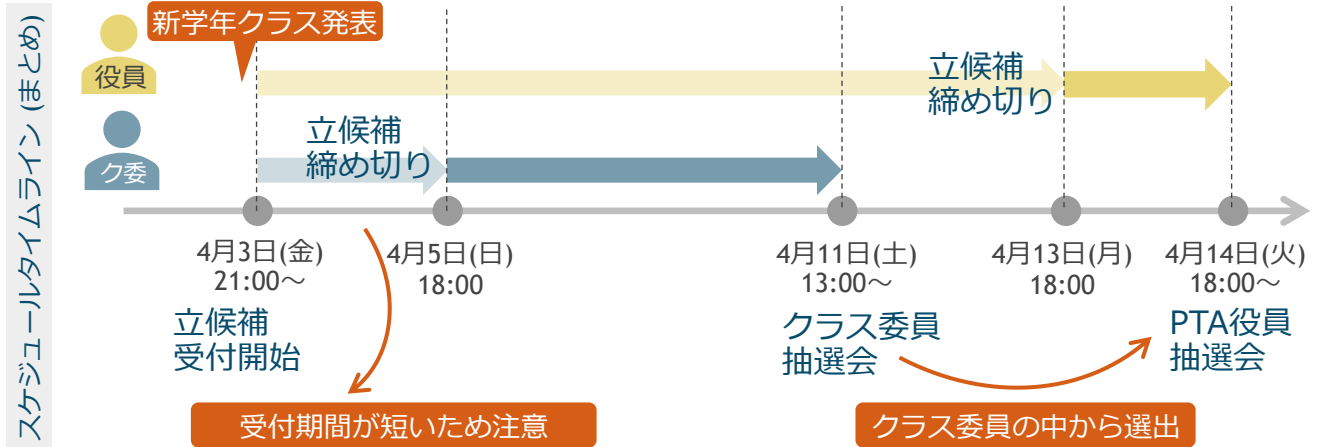 スケジュールタイムライン (まとめ)
新学年クラス発表
役員
立候補
締め切り
ク委
立候補
締め切り
4月3日(金)
21:00～
立候補
受付開始
4月5日(日)
18:00
4月11日(土)
13:00～
クラス委員
抽選会
4月13日(月)
18:00
4月14日(火)
18:00～
PTA役員
抽選会
受付期間が短いため注意
クラス委員の中から選出